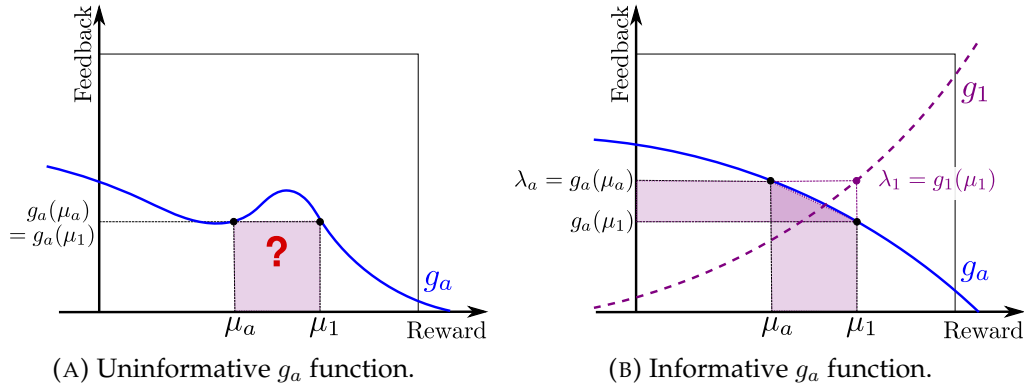 Feedback
g_a(μ_a)
= g_a(μ_1)
?
g_a
μ_a
μ_1
Reward
(A) Uninformative g_a function.
Feedback
g_1
λ_a = g_a(μ_a)
λ_1 = g_1(μ_1)
g_a(μ_1)
g_a
μ_a
μ_1
Reward
(B) Informative g_a function.